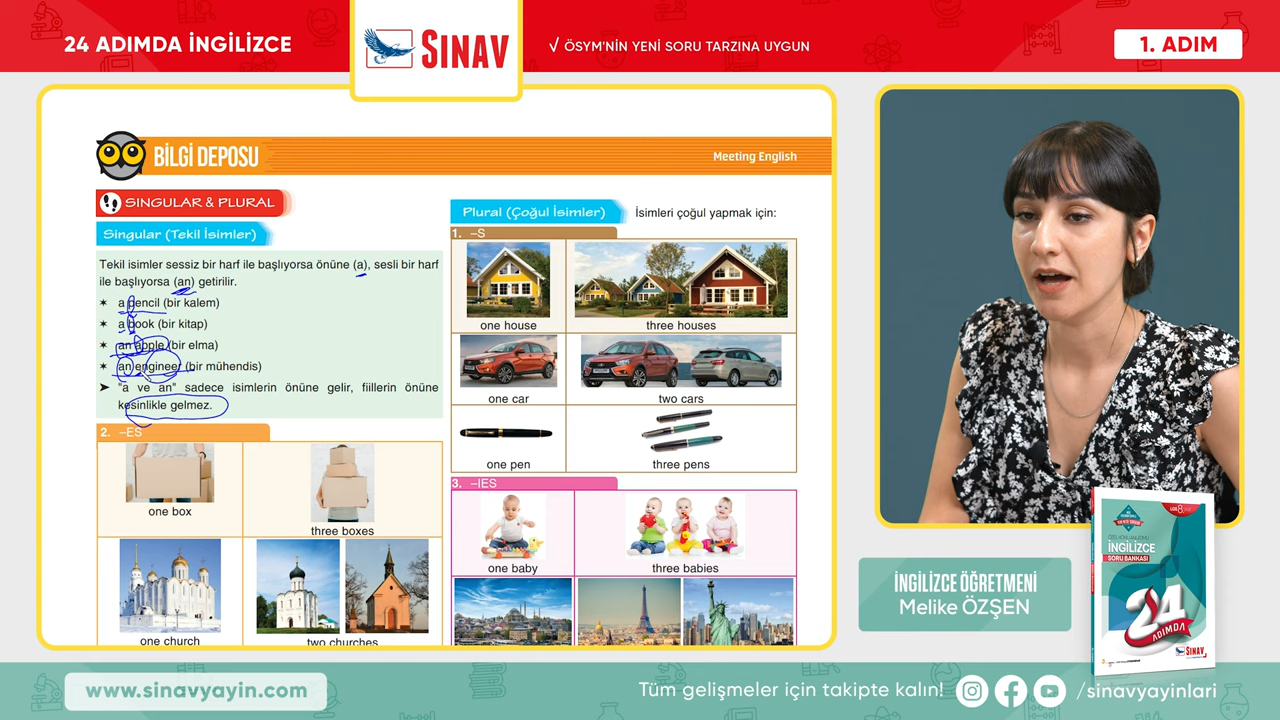 24 ADIMDA İNGİLİZCE
SINAV
√ ÖSYM'NİN YENİ SORU TARZINA UYGUN
1. ADIM
BİLGİ DEPOSU
Meeting English
SINGULAR & PLURAL
Singular (Tekil İsimler)
Tekil isimler sessiz bir harf ile başlıyorsa önüne (a), sesli bir harf
ile başlıyorsa (an) getirilir.
✶ a pencil (bir kalem)
✶ a book (bir kitap)
✶ an apple (bir elma)
✶ an engineer (bir mühendis)
➤ "a ve an" sadece isimlerin önüne gelir, fiillerin önüne
kesinlikle gelmez.
2. –ES
one box
three boxes
one church
two churches
Plural (Çoğul İsimler)
İsimleri çoğul yapmak için:
1. –S
one house
three houses
one car
two cars
one pen
three pens
3. –IES
one baby
three babies
İNGİLİZCE ÖĞRETMENİ
Melike ÖZŞEN
İNGİLİZCE
SORU BANKASI
24
ADIMDA
SINAV
www.sinavyayin.com
Tüm gelişmeler için takipte kalın!
/sinavyayinlari